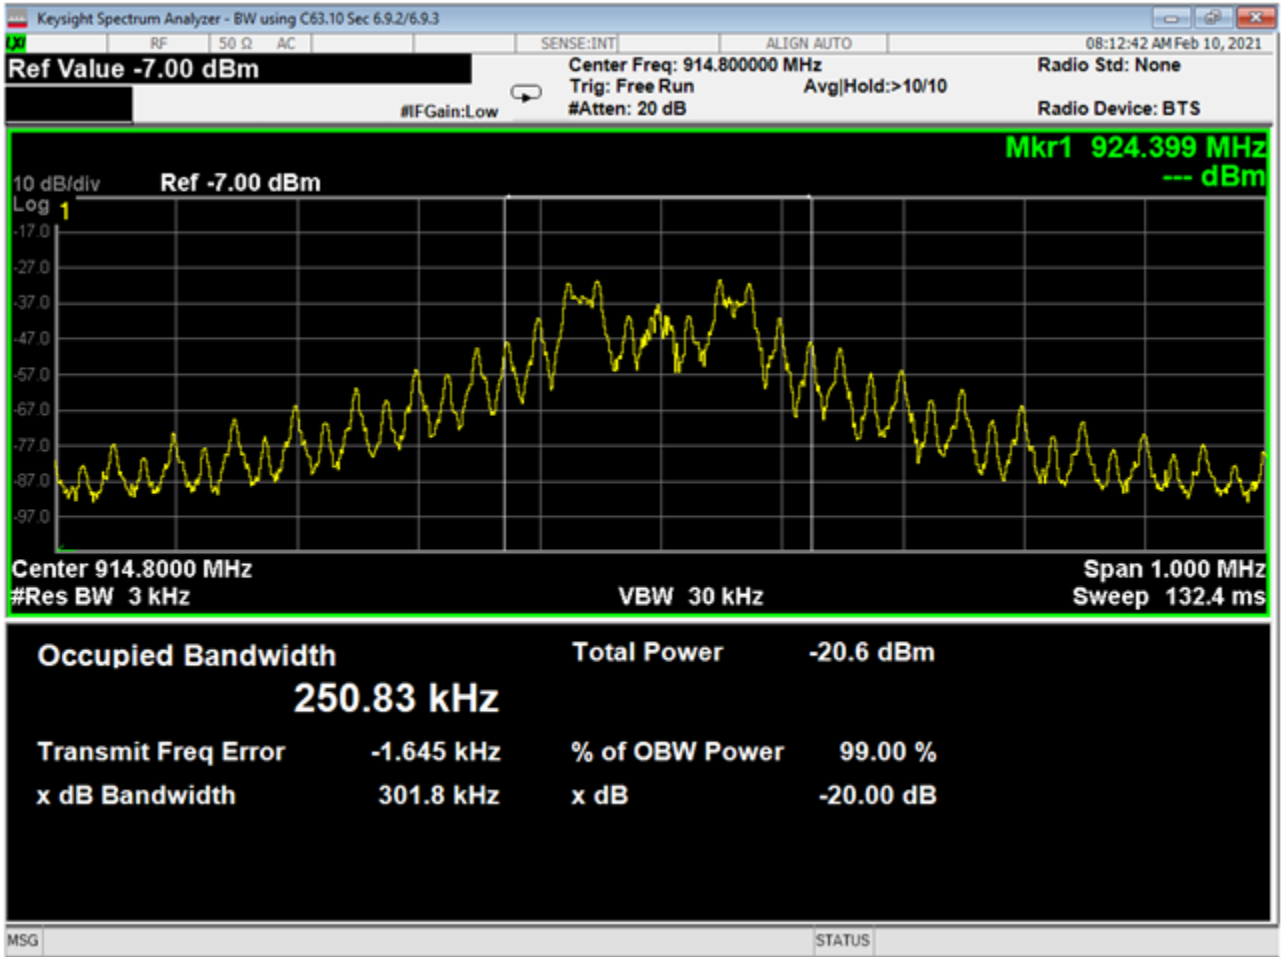 Keysight Spectrum Analyzer - BW using C63.10 Sec 6.9.2/6.9.3
LXI RF 50 Ω AC SENSE:INT ALIGN AUTO 08:12:42 AM Feb 10, 2021
Ref Value -7.00 dBm
Center Freq: 914.800000 MHz
Radio Std: None
Trig: Free Run
Avg|Hold:>10/10
#IFGain:Low
#Atten: 20 dB
Radio Device: BTS
Mkr1 924.399 MHz
--- dBm
10 dB/div Ref -7.00 dBm
Log
1
-17.0
-27.0
-37.0
-47.0
-57.0
-67.0
-77.0
-87.0
-97.0
Center 914.8000 MHz Span 1.000 MHz
#Res BW 3 kHz VBW 30 kHz Sweep 132.4 ms
Occupied Bandwidth Total Power -20.6 dBm
250.83 kHz
Transmit Freq Error -1.645 kHz % of OBW Power 99.00 %
x dB Bandwidth 301.8 kHz x dB -20.00 dB
MSG STATUS